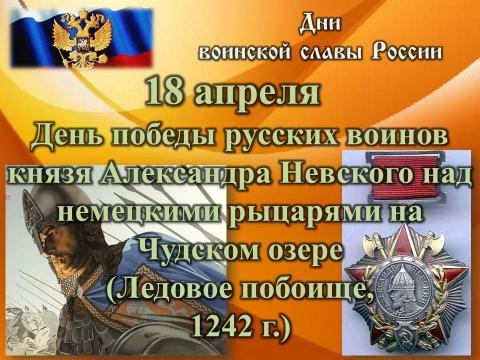 Дни
воинской славы России
18 апреля
День победы русских воинов
князя Александра Невского над
немецкими рыцарями на
Чудском озере
(Ледовое побоище,
1242 г.)